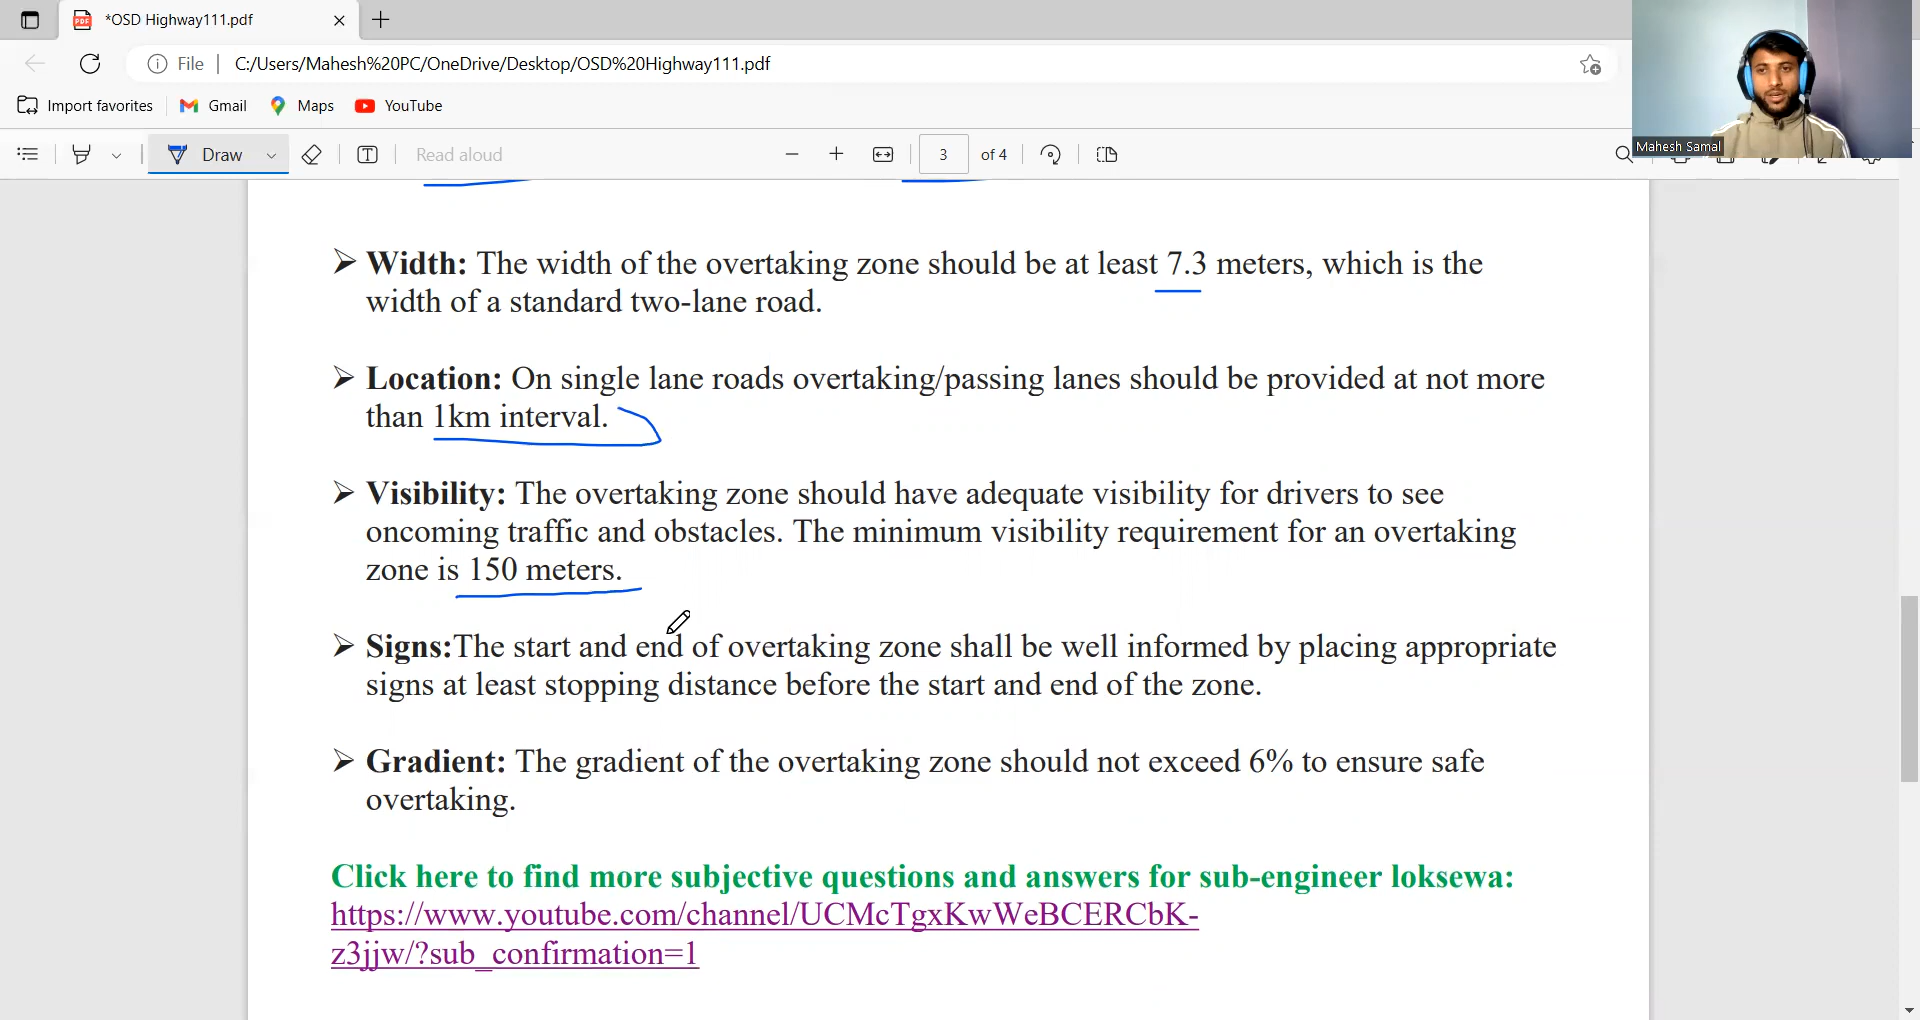 *OSD Highway111.pdf
File
C:/Users/Mahesh%20PC/OneDrive/Desktop/OSD%20Highway111.pdf
Import favorites
Gmail
Maps
YouTube
Draw
Read aloud
3 of 4
Mahesh Samal
Width: The width of the overtaking zone should be at least 7.3 meters, which is the
width of a standard two-lane road.
Location: On single lane roads overtaking/passing lanes should be provided at not more
than 1km interval.
Visibility: The overtaking zone should have adequate visibility for drivers to see
oncoming traffic and obstacles. The minimum visibility requirement for an overtaking
zone is 150 meters.
Signs:The start and end of overtaking zone shall be well informed by placing appropriate
signs at least stopping distance before the start and end of the zone.
Gradient: The gradient of the overtaking zone should not exceed 6% to ensure safe
overtaking.
Click here to find more subjective questions and answers for sub-engineer loksewa:
https://www.youtube.com/channel/UCMcTgxKwWeBCERCbK-
z3jjw/?sub_confirmation=1